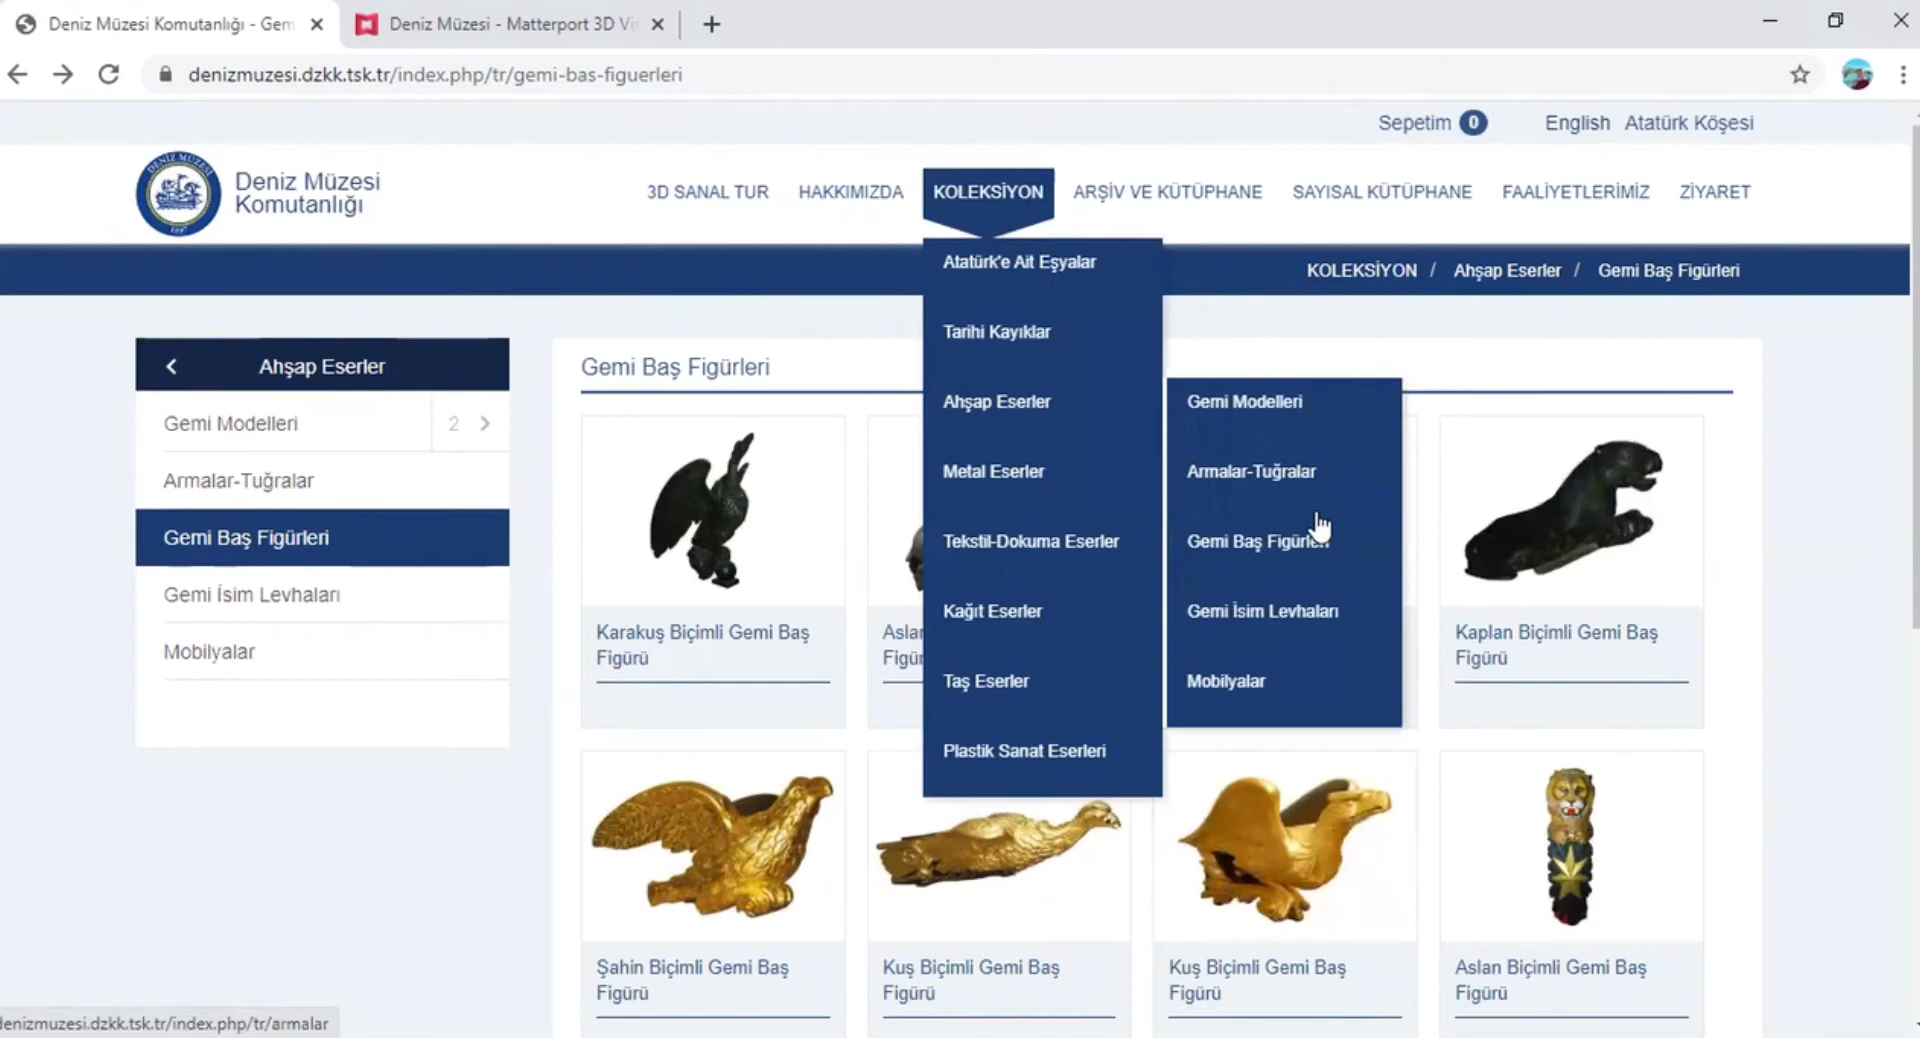 Deniz Müzesi Komutanlığı - Gem
Deniz Müzesi - Matterport 3D Vi
denizmuzesi.dzkk.tsk.tr/index.php/tr/gemi-bas-figuerleri
Sepetim 0 English Atatürk Köşesi
DENİZ MÜZESİ
1897
Deniz Müzesi
Komutanlığı
3D SANAL TUR HAKKIMIZDA KOLEKSİYON ARŞİV VE KÜTÜPHANE SAYISAL KÜTÜPHANE FAALİYETLERİMİZ ZİYARET
KOLEKSİYON / Ahşap Eserler / Gemi Baş Figürleri
Atatürk'e Ait Eşyalar
Tarihi Kayıklar
Ahşap Eserler
Metal Eserler
Tekstil-Dokuma Eserler
Kağıt Eserler
Taş Eserler
Plastik Sanat Eserleri
Gemi Modelleri
Armalar-Tuğralar
Gemi Baş Figürleri
Gemi İsim Levhaları
Mobilyalar
Ahşap Eserler
Gemi Modelleri 2
Armalar-Tuğralar
Gemi Baş Figürleri
Gemi İsim Levhaları
Mobilyalar
Gemi Baş Figürleri
Karakuş Biçimli Gemi Baş
Figürü
Aslan
Figür
Kaplan Biçimli Gemi Baş
Figürü
Şahin Biçimli Gemi Baş
Figürü
Kuş Biçimli Gemi Baş
Figürü
Kuş Biçimli Gemi Baş
Figürü
Aslan Biçimli Gemi Baş
Figürü
denizmuzesi.dzkk.tsk.tr/index.php/tr/armalar